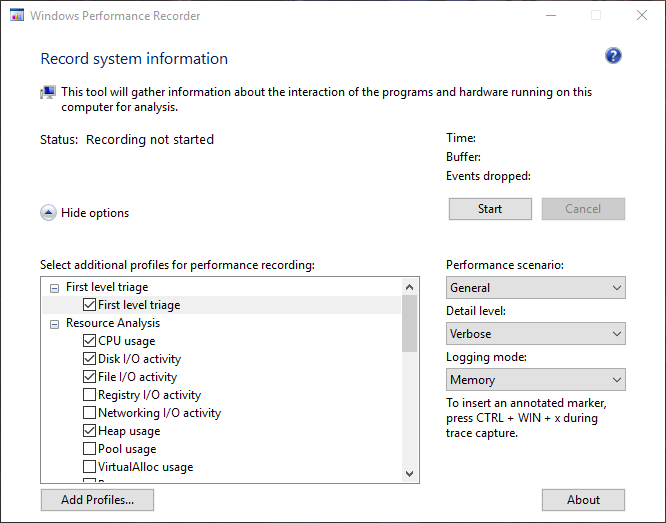 Windows Performance Recorder
Record system information
This tool will gather information about the interaction of the programs and hardware running on this
computer for analysis.
Status: Recording not started
Time:
Buffer:
Events dropped:
Hide options
Start
Cancel
Select additional profiles for performance recording:
First level triage
First level triage
Resource Analysis
CPU usage
Disk I/O activity
File I/O activity
Registry I/O activity
Networking I/O activity
Heap usage
Pool usage
VirtualAlloc usage
Performance scenario:
General
Detail level:
Verbose
Logging mode:
Memory
To insert an annotated marker,
press CTRL + WIN + x during
trace capture.
Add Profiles...
About